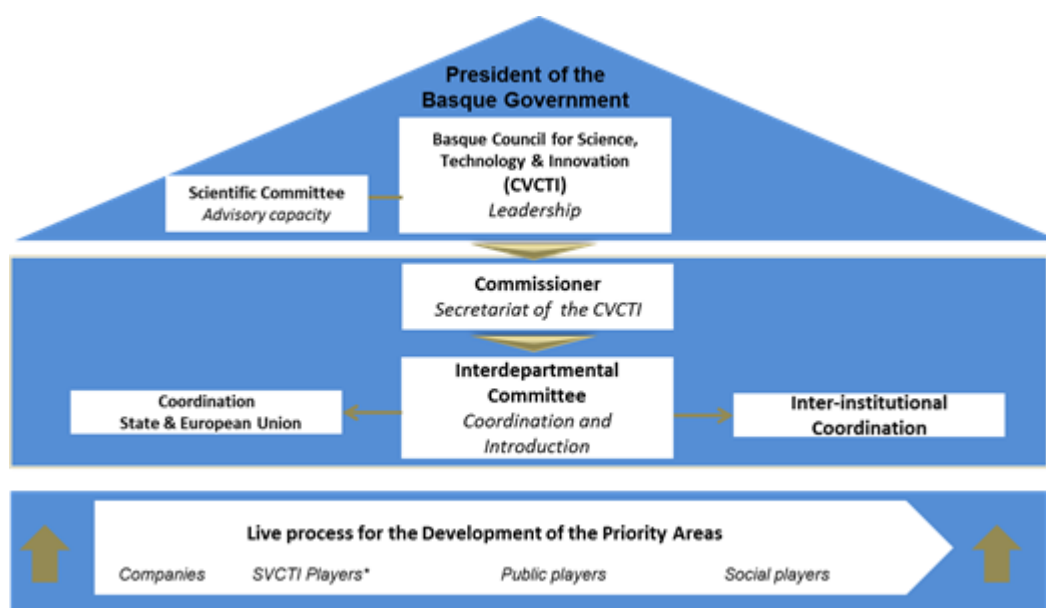 President of the
Basque Government
Basque Council for Science,
Technology & Innovation
(CVCTI)
Leadership
Scientific Committee
Advisory capacity
Commissioner
Secretariat of the CVCTI
Interdepartmental
Committee
Coordination and
Introduction
Coordination
State & European Union
Inter-institutional
Coordination
Live process for the Development of the Priority Areas
Companies SVCTI Players* Public players Social players